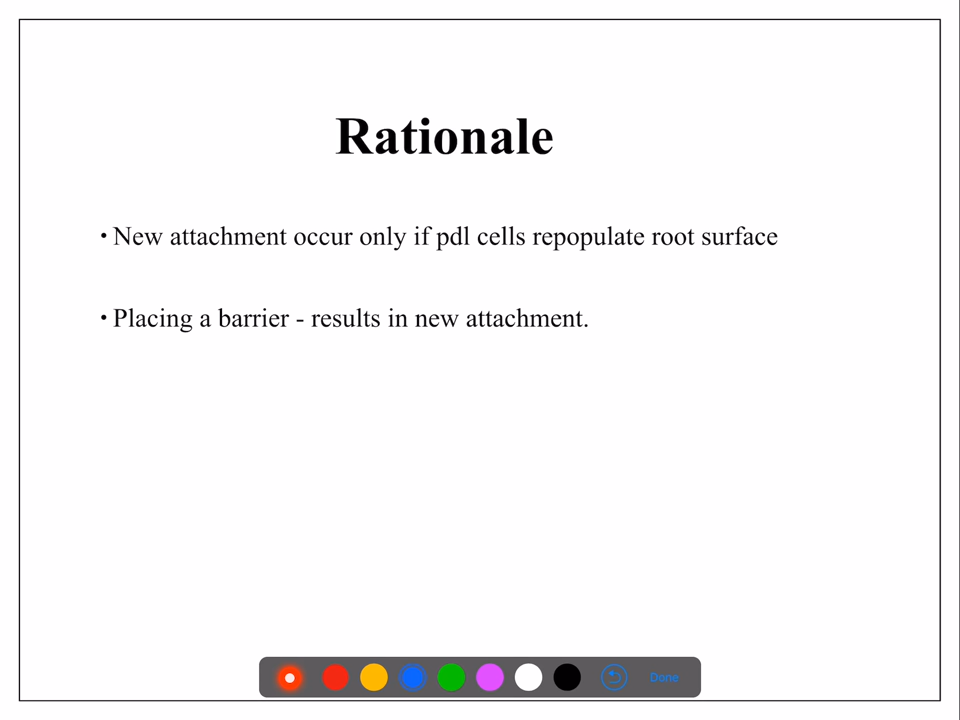 Rationale
• New attachment occur only if pdl cells repopulate root surface
• Placing a barrier - results in new attachment.
Done